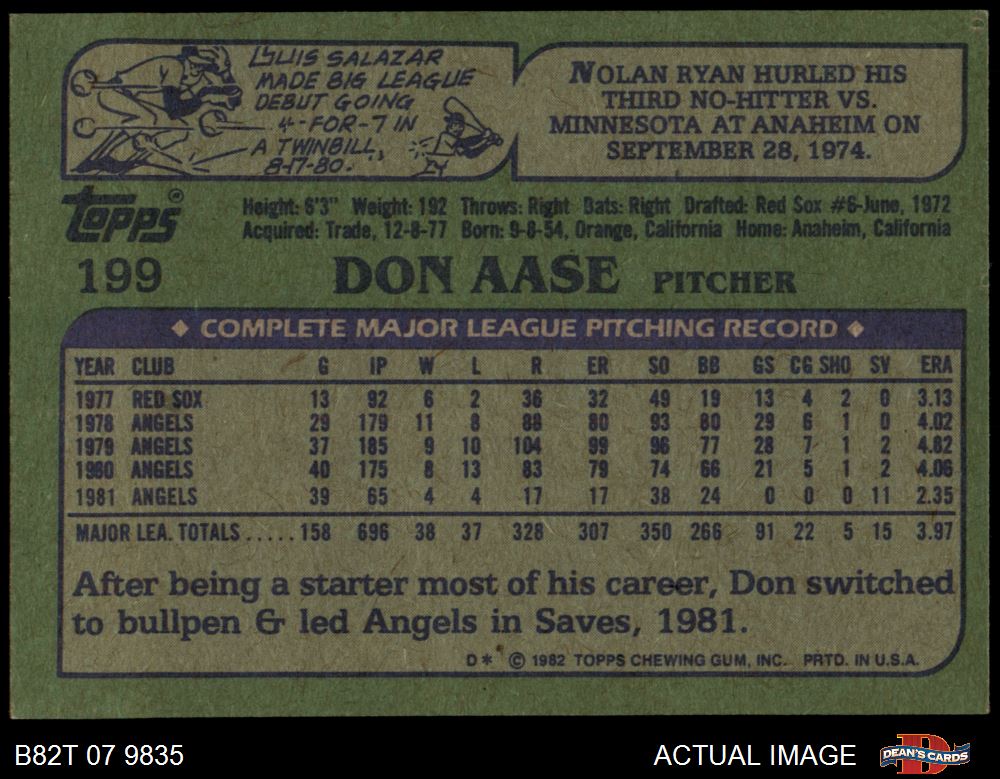 LUIS SALAZAR
MADE BIG LEAGUE
DEBUT GOING
4-FOR-7 IN
A TWINBILL,
8-17-80.
NOLAN RYAN HURLED HIS
THIRD NO-HITTER VS.
MINNESOTA AT ANAHEIM ON
SEPTEMBER 28, 1974.
TOPPS®
Height: 6'3" Weight: 192 Throws: Right Bats: Right Drafted: Red Sox #6-June, 1972
Acquired: Trade, 12-8-77 Born: 9-8-54, Orange, California Home: Anaheim, California
199 DON AASE PITCHER
◆ COMPLETE MAJOR LEAGUE PITCHING RECORD ◆
YEAR CLUB G IP W L R ER SO BB GS CG SHO SV ERA
1977 RED SOX 13 92 6 2 36 32 49 19 13 4 2 0 3.13
1978 ANGELS 29 179 11 8 88 80 93 80 29 6 1 0 4.02
1979 ANGELS 37 185 9 10 104 99 96 77 28 7 1 2 4.82
1980 ANGELS 40 175 8 13 83 79 74 66 21 5 1 2 4.06
1981 ANGELS 39 65 4 4 17 17 38 24 0 0 0 11 2.35
MAJOR LEA. TOTALS ..... 158 696 38 37 328 307 350 266 91 22 5 15 3.97
After being a starter most of his career, Don switched
to bullpen & led Angels in Saves, 1981.
D* © 1982 TOPPS CHEWING GUM, INC. PRTD. IN U.S.A.
B82T 07 9835 ACTUAL IMAGE DEAN'S CARDS